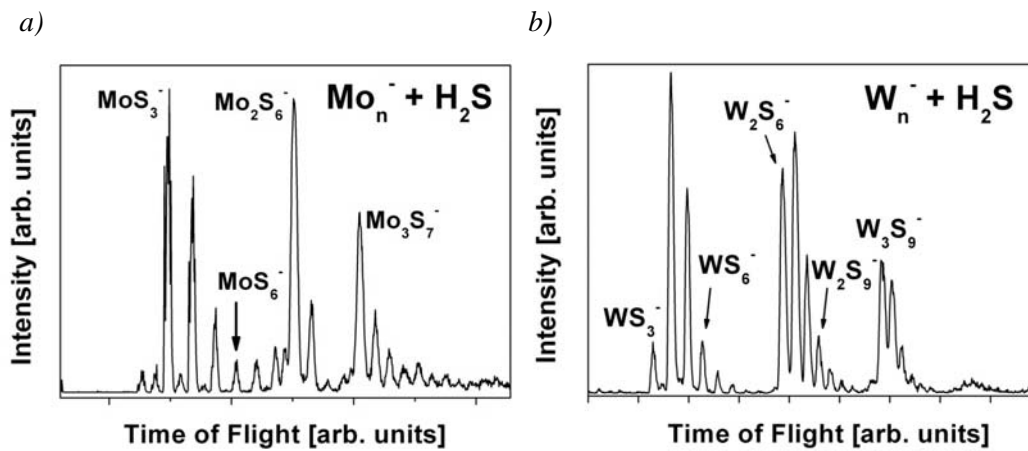 a)
b)
Intensity [arb. units]
MoS₃⁻
Mo₂S₆⁻
Moₙ⁻ + H₂S
Mo₃S₇⁻
MoS₆⁻
Time of Flight [arb. units]
Intensity [arb. units]
Wₙ⁻ + H₂S
W₂S₆⁻
W₃S₉⁻
WS₆⁻
W₂S₉⁻
WS₃⁻
Time of Flight [arb. units]